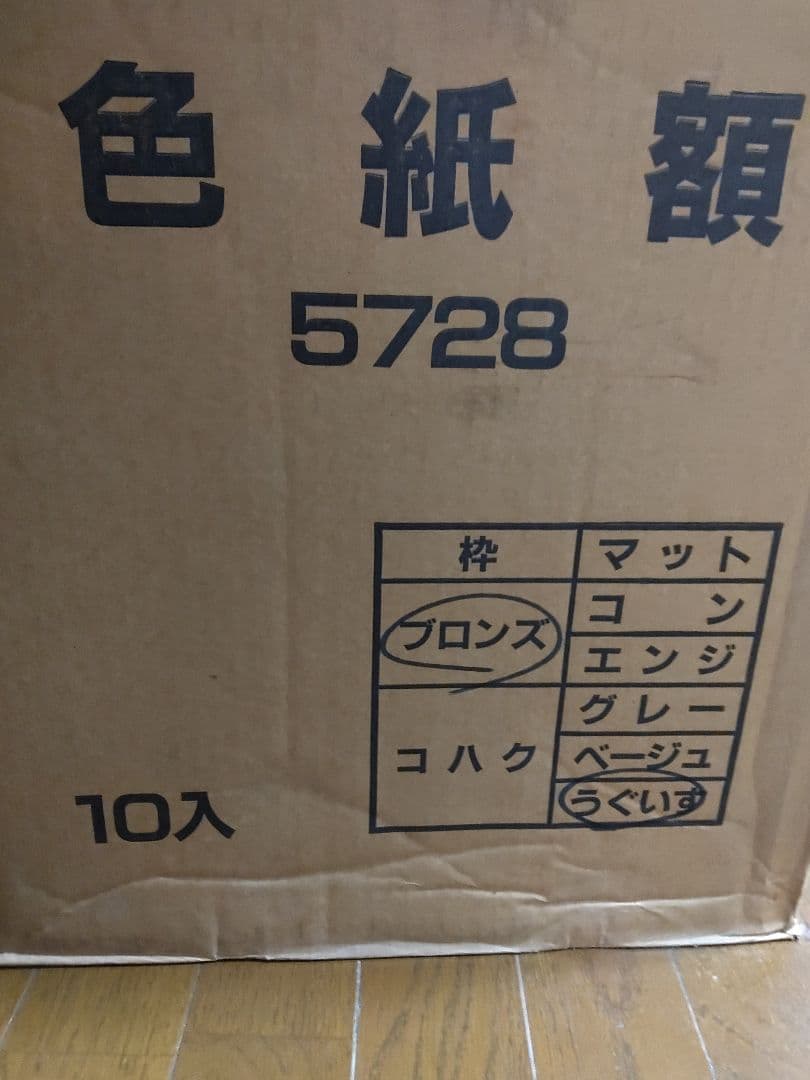 色紙額
5728
枠 マット
ブロンズ コン
エンジ
グレー
コハク ベージュ
うぐいす
10入